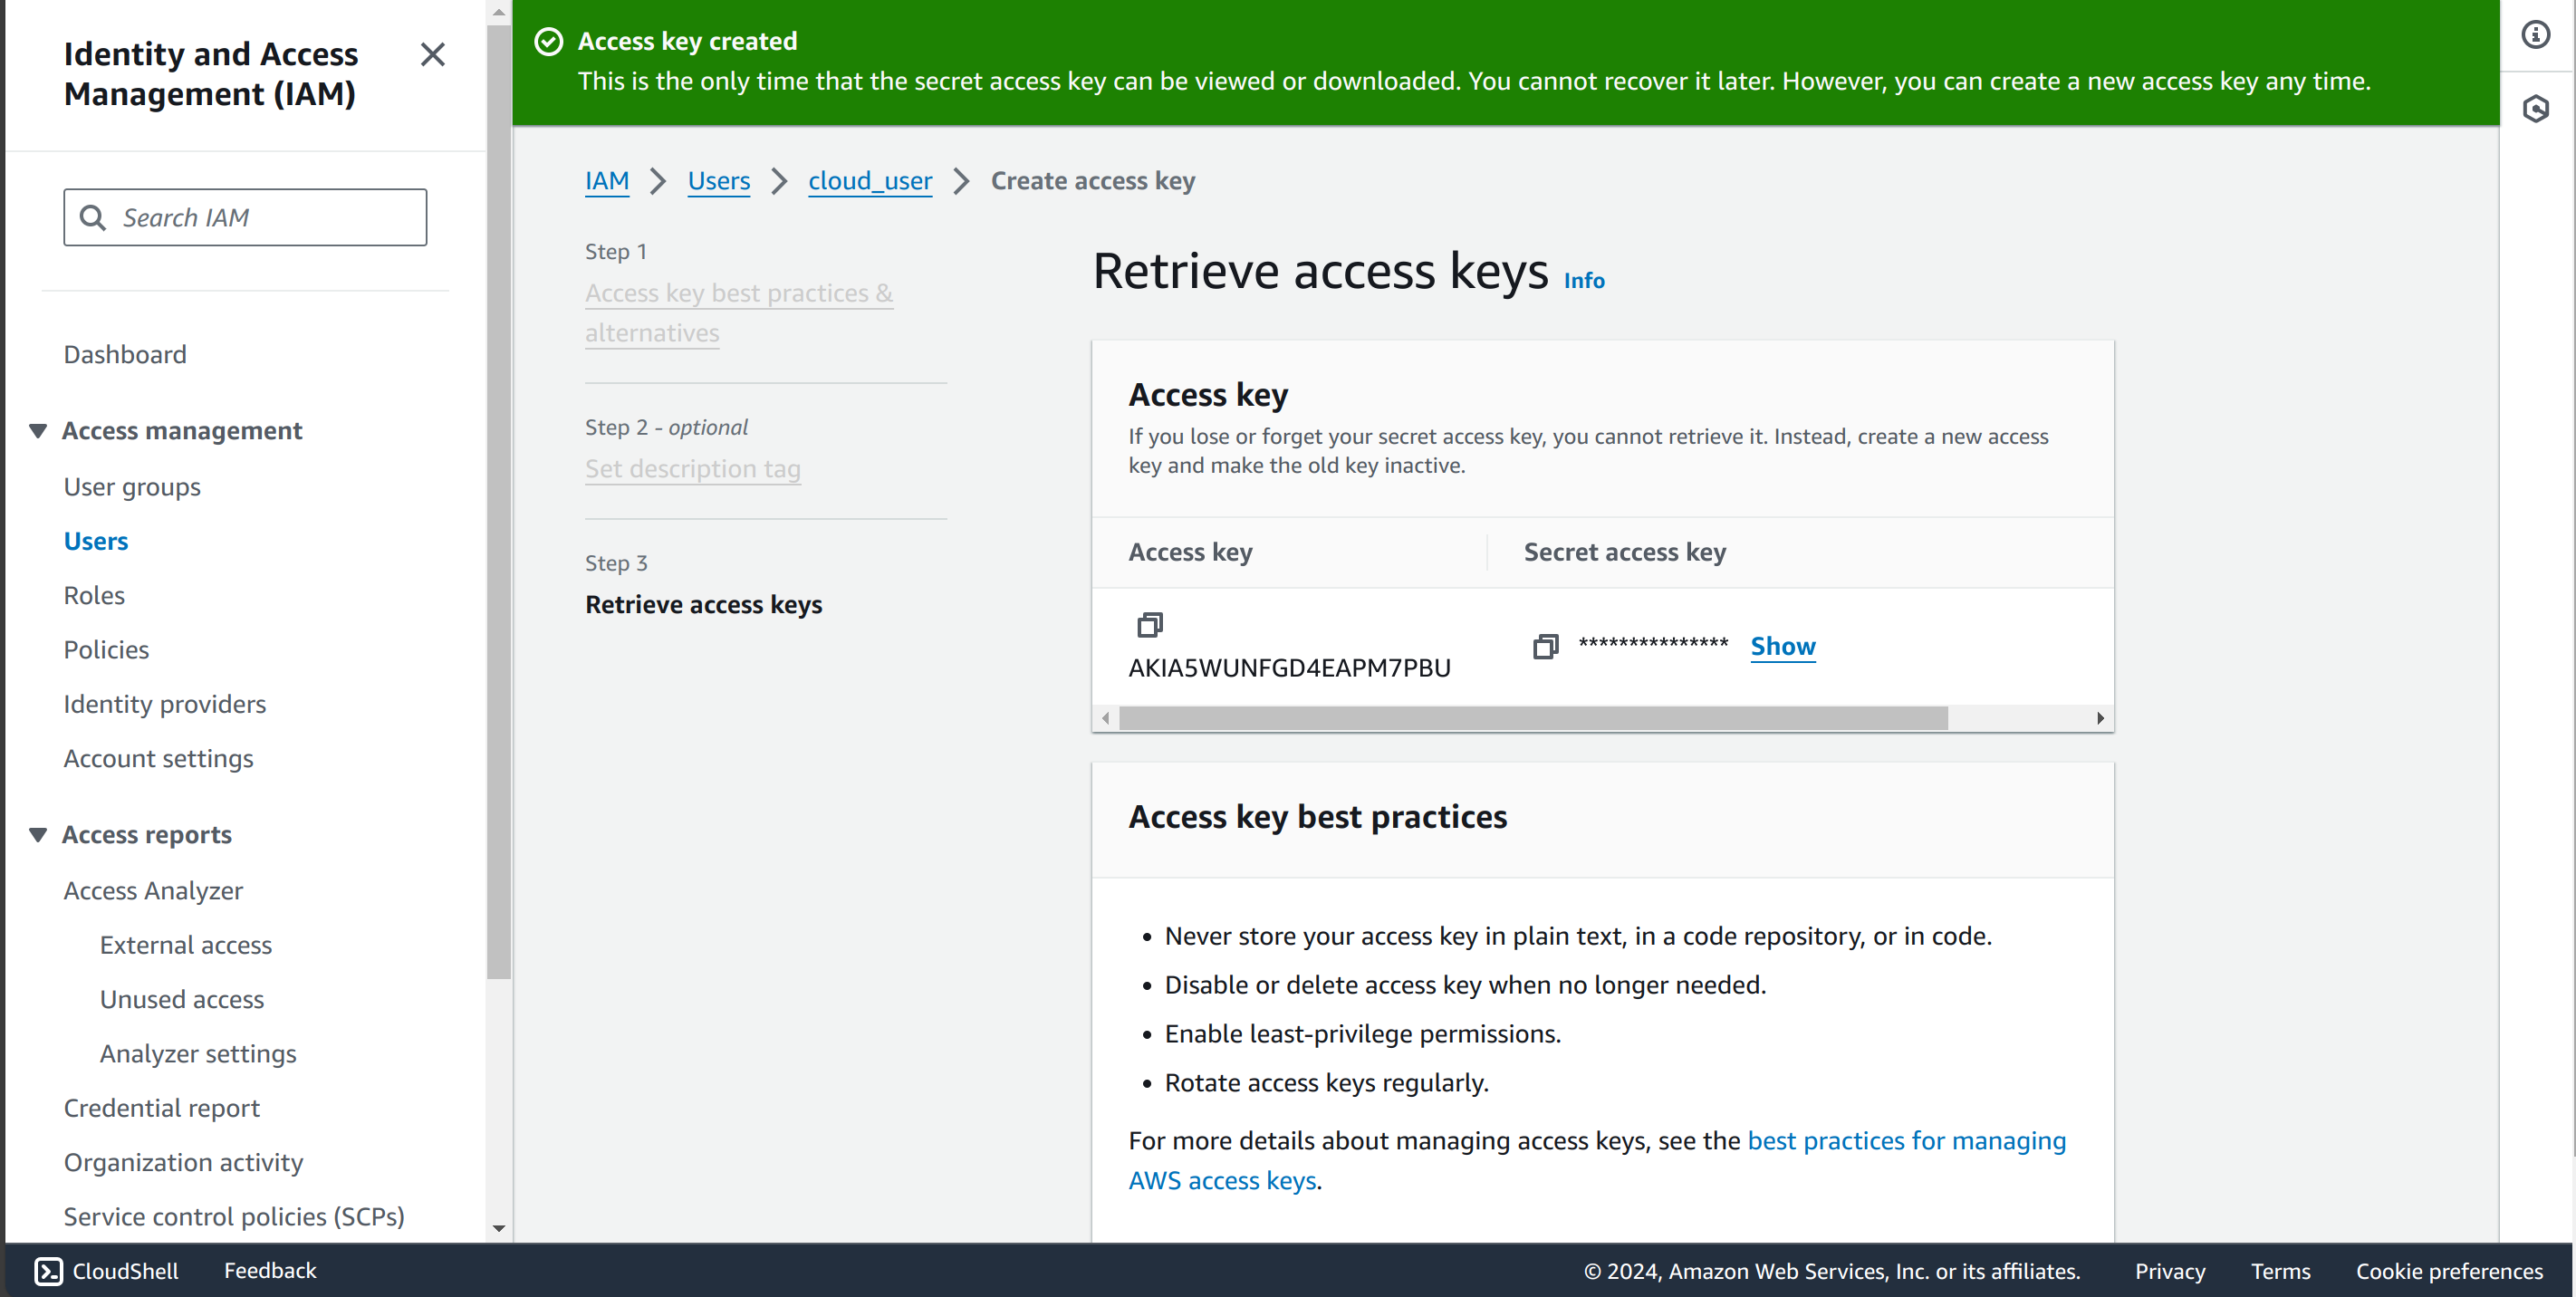 Identity and Access
Management (IAM)
Search IAM
Dashboard
Access management
User groups
Users
Roles
Policies
Identity providers
Account settings
Access reports
Access Analyzer
External access
Unused access
Analyzer settings
Credential report
Organization activity
Service control policies (SCPs)
Access key created
This is the only time that the secret access key can be viewed or downloaded. You cannot recover it later. However, you can create a new access key any time.
IAM > Users > cloud_user > Create access key
Step 1
Access key best practices &
alternatives
Step 2 - optional
Set description tag
Step 3
Retrieve access keys
Retrieve access keys Info
Access key
If you lose or forget your secret access key, you cannot retrieve it. Instead, create a new access
key and make the old key inactive.
Access key Secret access key
AKIA5WUNFGD4EAPM7PBU
*************** Show
Access key best practices
• Never store your access key in plain text, in a code repository, or in code.
• Disable or delete access key when no longer needed.
• Enable least-privilege permissions.
• Rotate access keys regularly.
For more details about managing access keys, see the best practices for managing
AWS access keys.
CloudShell Feedback © 2024, Amazon Web Services, Inc. or its affiliates. Privacy Terms Cookie preferences